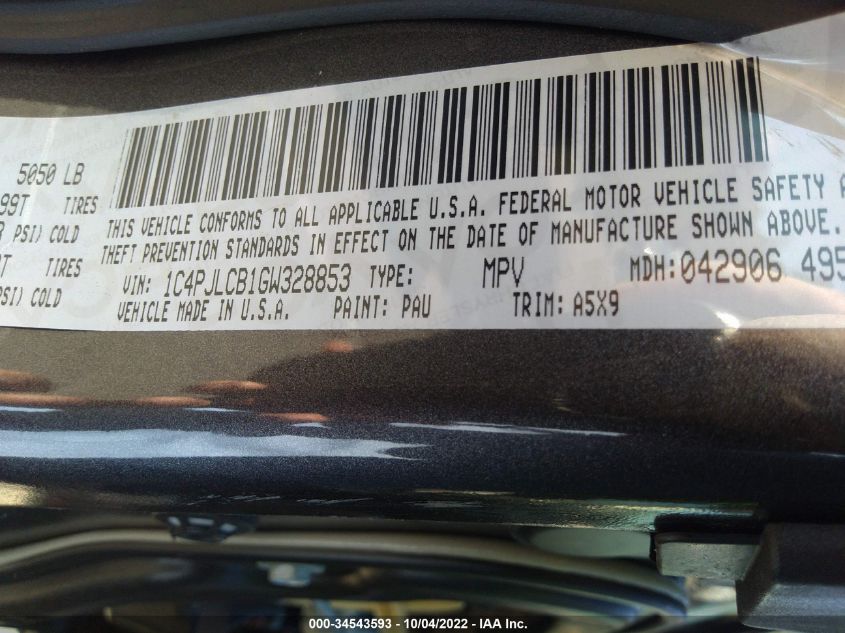 5050 LB
99T TIRES
PSI) COLD
TIRES
PSI) COLD
THIS VEHICLE CONFORMS TO ALL APPLICABLE U.S.A. FEDERAL MOTOR VEHICLE SAFETY A
THEFT PREVENTION STANDARDS IN EFFECT ON THE DATE OF MANUFACTURE SHOWN ABOVE.
VIN: 1C4PJLCB1GW328853 TYPE: MPV MDH: 042906 495
VEHICLE MADE IN U.S.A. PAINT: PAU TRIM: A5X9
000-34543593 - 10/04/2022 - IAA Inc.